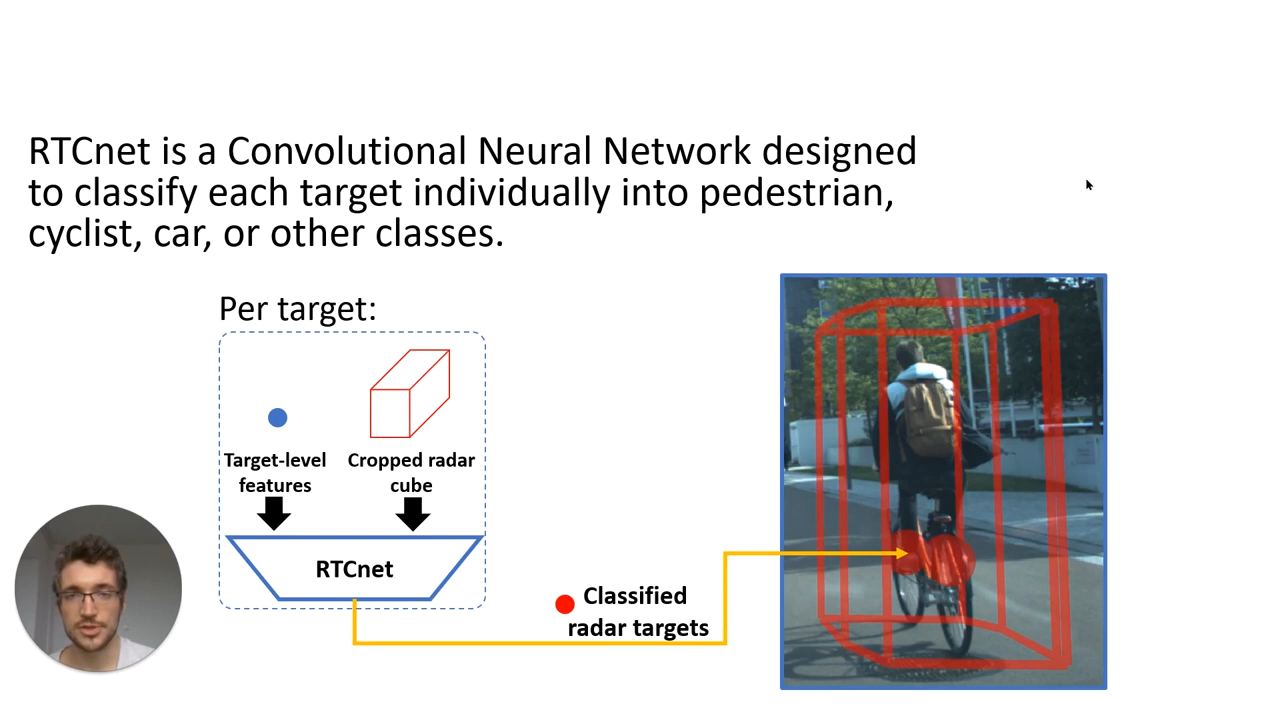 RTCnet is a Convolutional Neural Network designed
to classify each target individually into pedestrian,
cyclist, car, or other classes.
Per target:
Target-level
features
Cropped radar
cube
RTCnet
Classified
radar targets